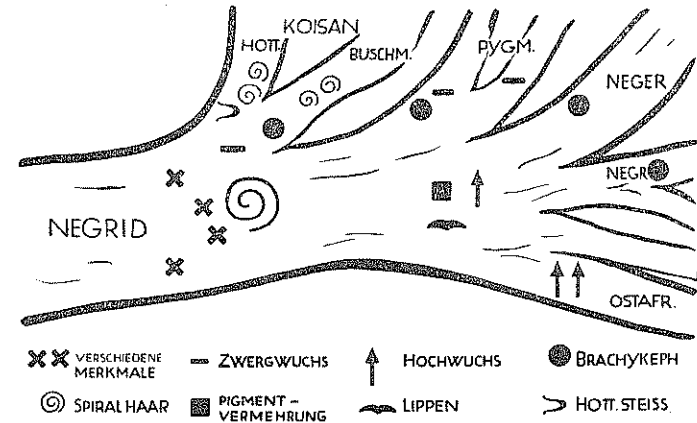 KOISAN
HOTT.
BUSCHM.
PYGM.
NEGER
NEGR
NEGRID
OSTAFR.
VERSCHIEDENE MERKMALE
ZWERGWUCHS
HOCHWUCHS
BRACHYKEPH
SPIRALHAAR
PIGMENT-
VERMEHRUNG
LIPPEN
HOTT. STEISS